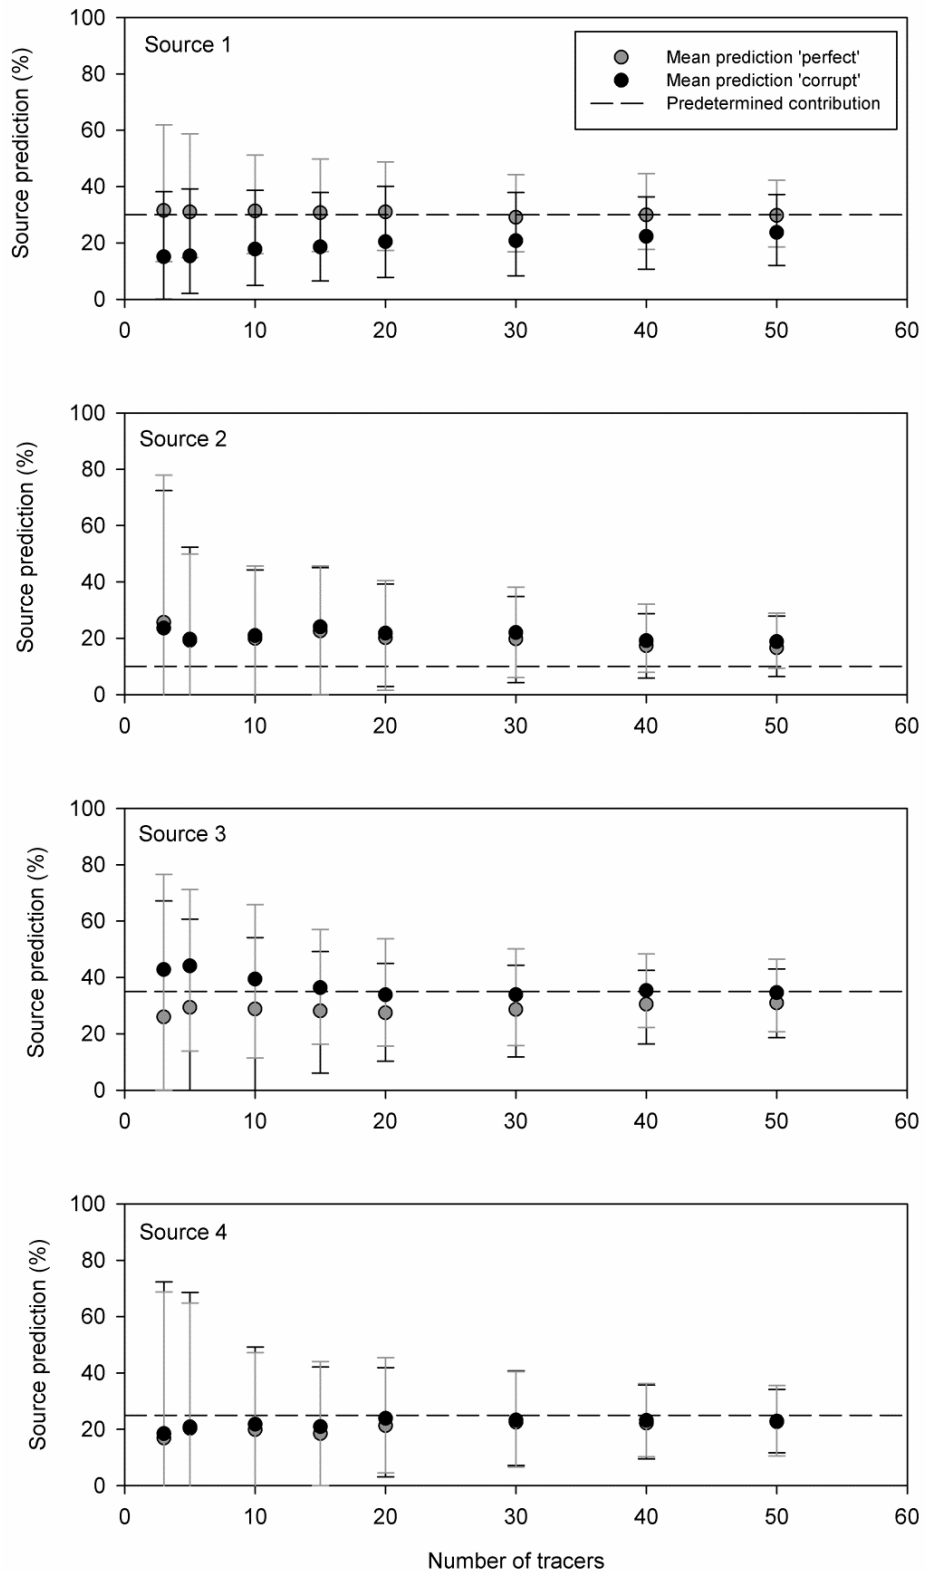 100
Source 1
Mean prediction 'perfect'
Mean prediction 'corrupt'
Predetermined contribution
80
60
40
20
0
Source prediction (%)
0 10 20 30 40 50 60
100
Source 2
80
60
40
20
0
Source prediction (%)
0 10 20 30 40 50 60
100
Source 3
80
60
40
20
0
Source prediction (%)
0 10 20 30 40 50 60
100
Source 4
80
60
40
20
0
Source prediction (%)
0 10 20 30 40 50 60
Number of tracers